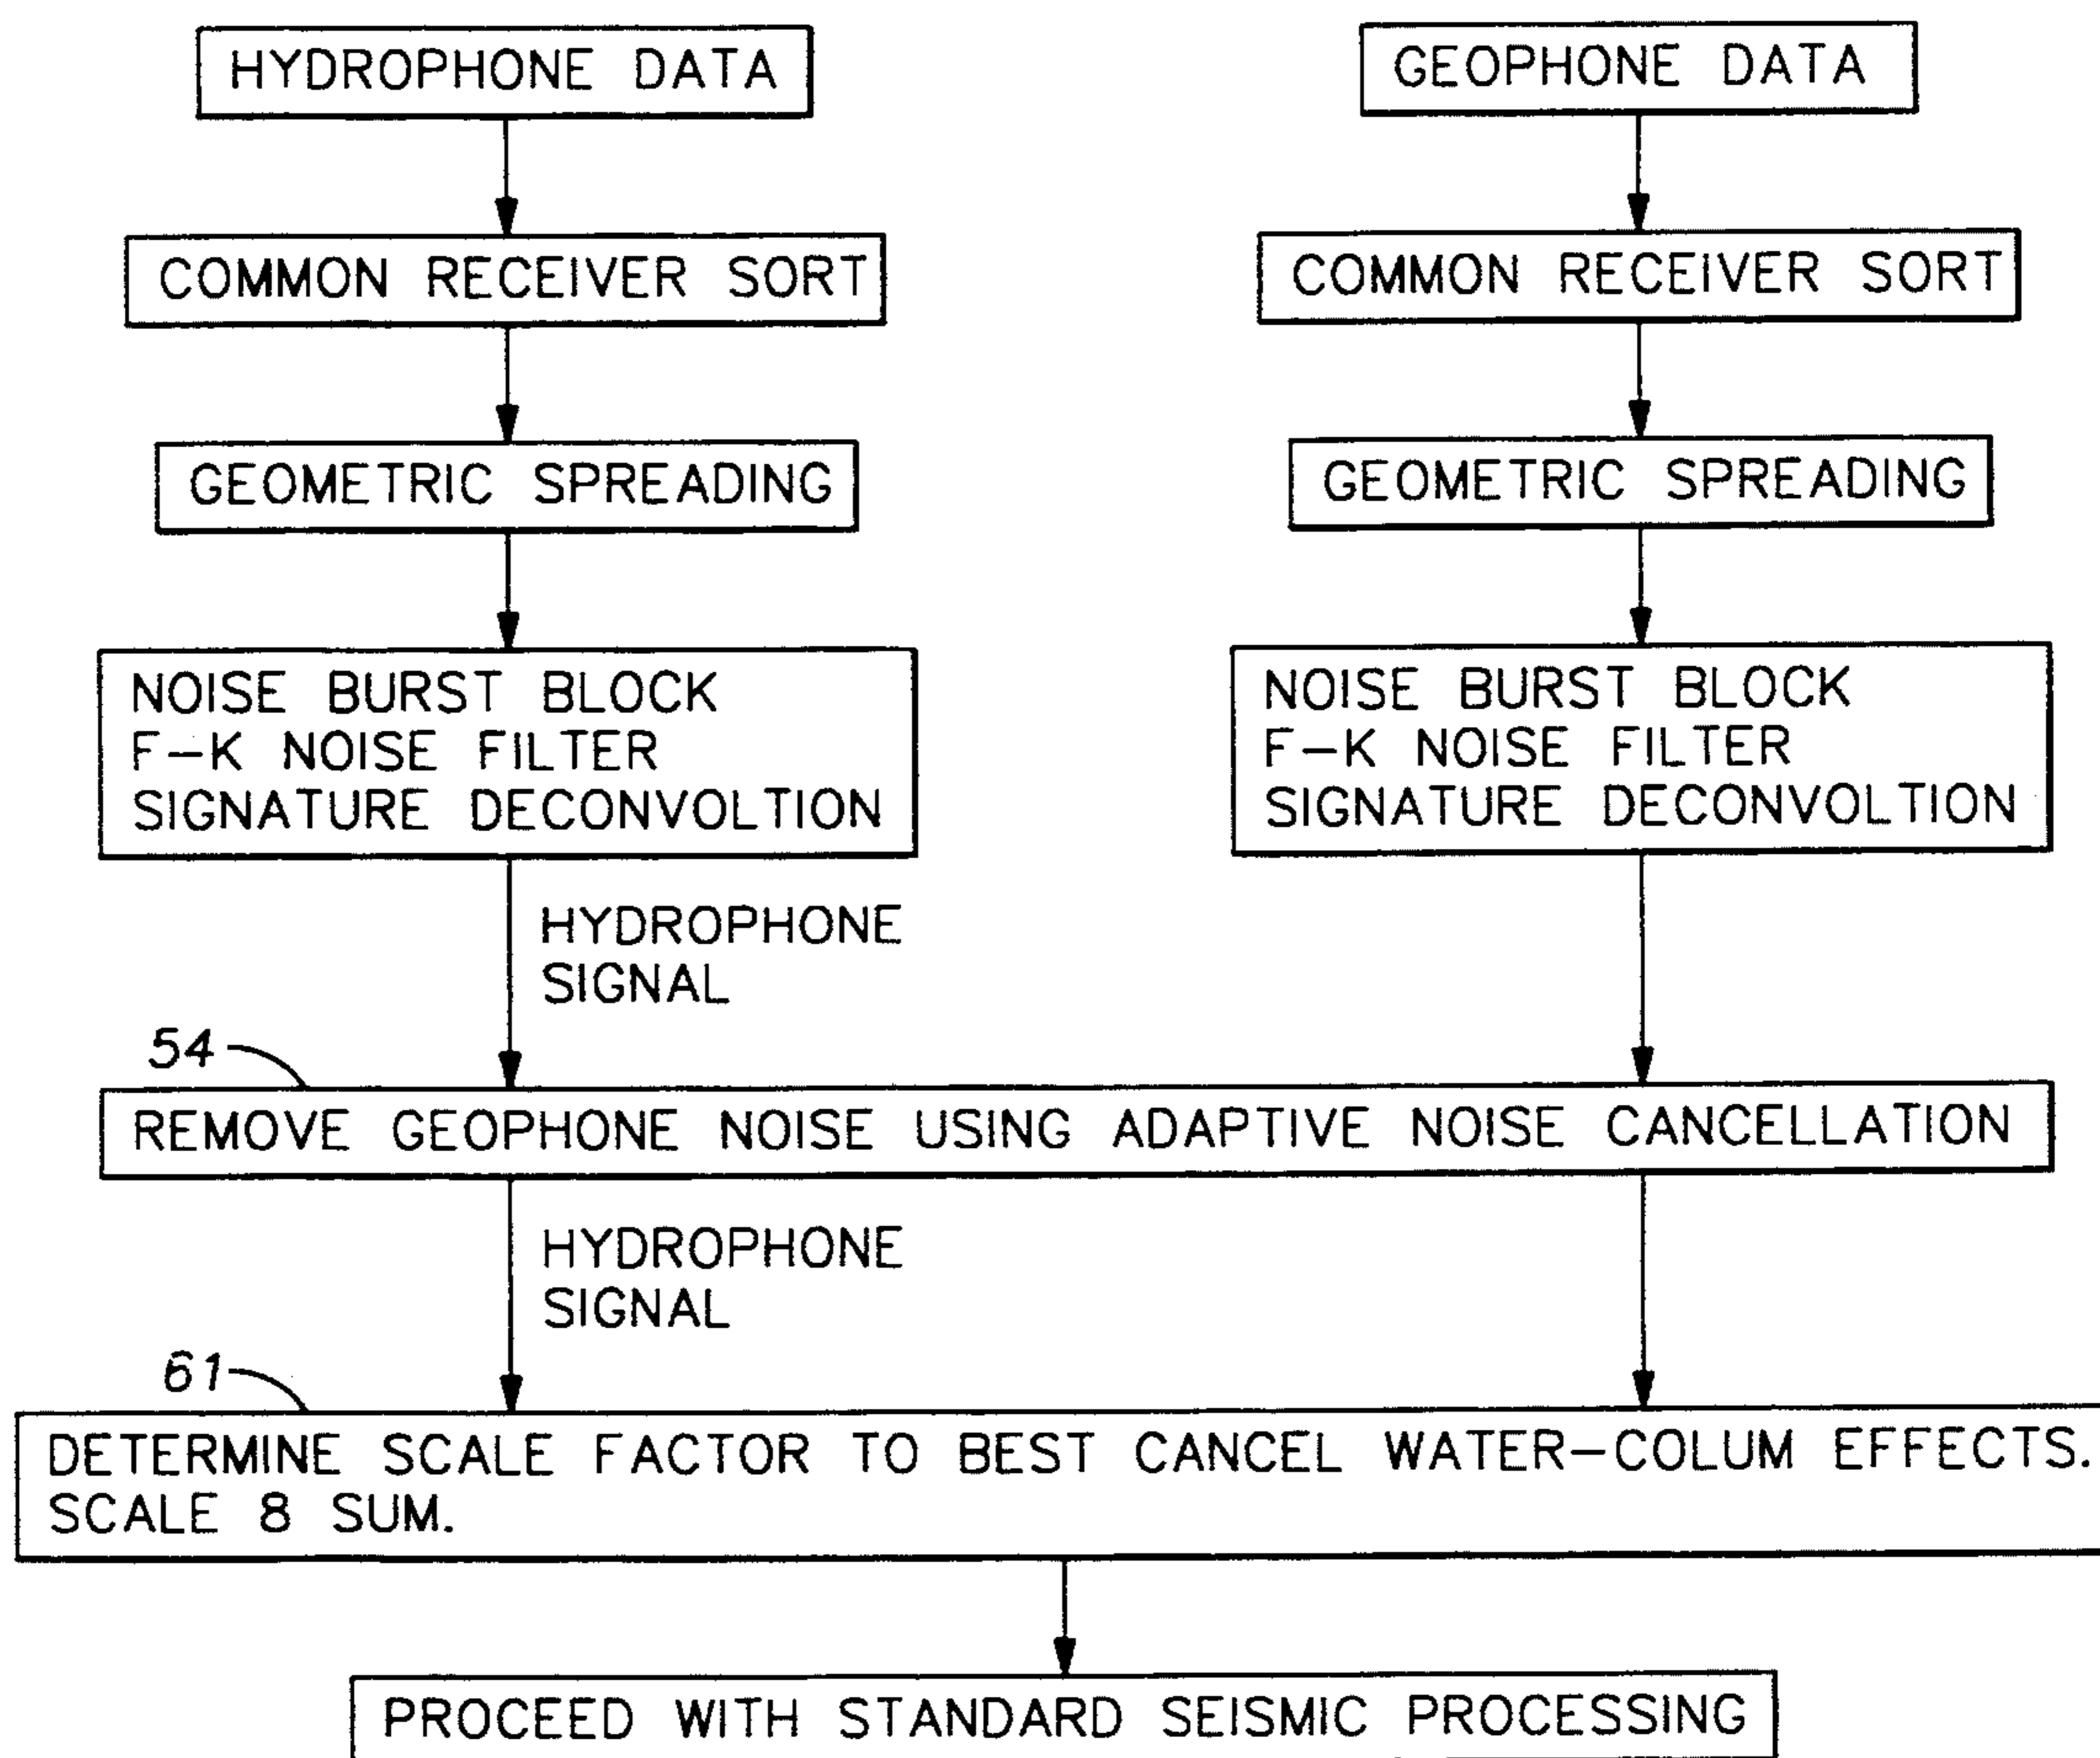 HYDROPHONE DATA
GEOPHONE DATA
COMMON RECEIVER SORT
COMMON RECEIVER SORT
GEOMETRIC SPREADING
GEOMETRIC SPREADING
NOISE BURST BLOCK
F-K NOISE FILTER
SIGNATURE DECONVOLTION
NOISE BURST BLOCK
F-K NOISE FILTER
SIGNATURE DECONVOLTION
HYDROPHONE
SIGNAL
54
REMOVE GEOPHONE NOISE USING ADAPTIVE NOISE CANCELLATION
HYDROPHONE
SIGNAL
61
DETERMINE SCALE FACTOR TO BEST CANCEL WATER-COLUM EFFECTS.
SCALE 8 SUM.
PROCEED WITH STANDARD SEISMIC PROCESSING